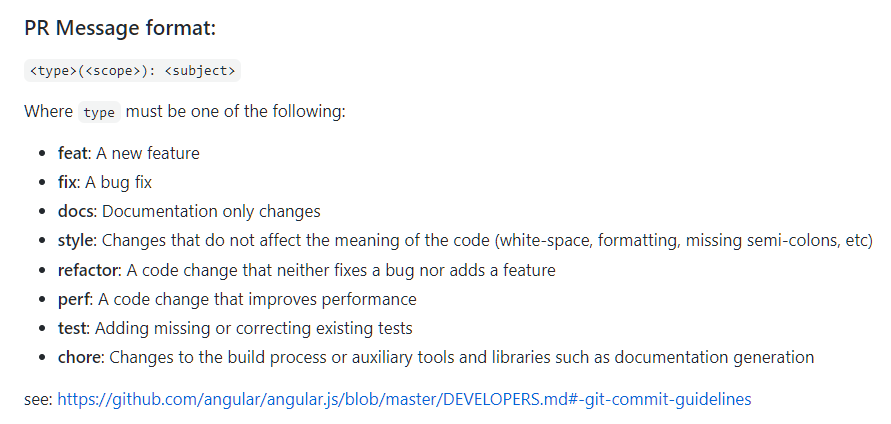 PR Message format:
<type>(<scope>): <subject>
Where type must be one of the following:
• feat: A new feature
• fix: A bug fix
• docs: Documentation only changes
• style: Changes that do not affect the meaning of the code (white-space, formatting, missing semi-colons, etc)
• refactor: A code change that neither fixes a bug nor adds a feature
• perf: A code change that improves performance
• test: Adding missing or correcting existing tests
• chore: Changes to the build process or auxiliary tools and libraries such as documentation generation
see: https://github.com/angular/angular.js/blob/master/DEVELOPERS.md#-git-commit-guidelines